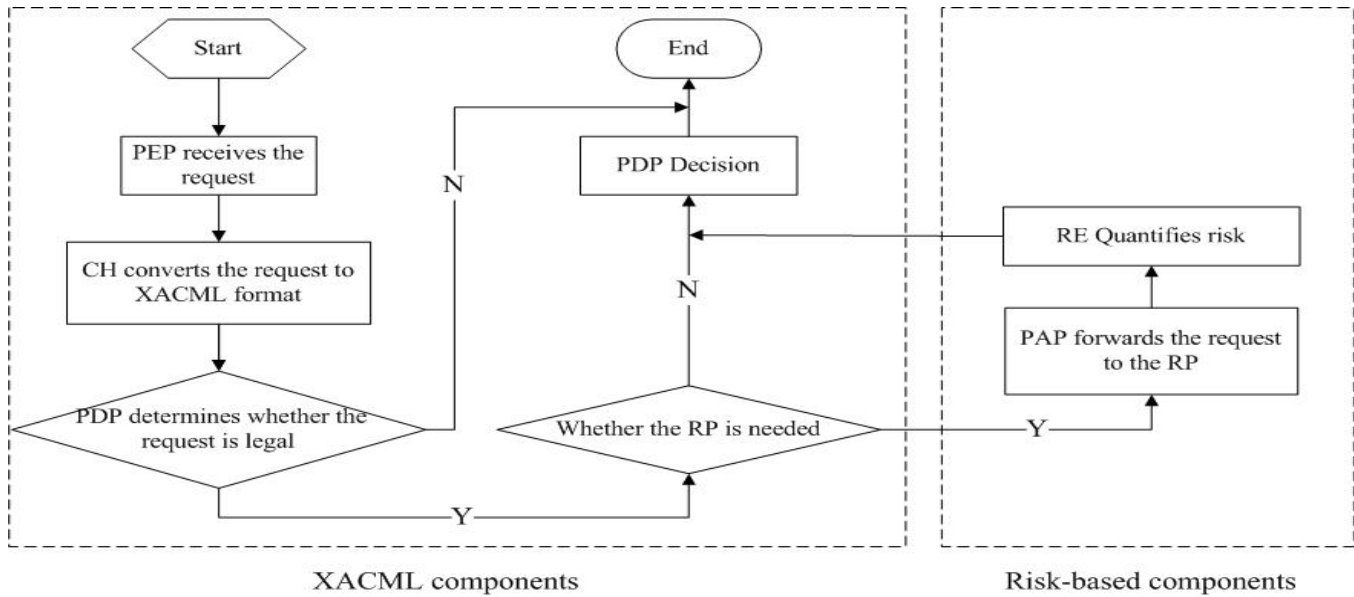 Start
PEP receives the
request
CH converts the request to
XACML format
PDP determines whether the
request is legal
N
Y
End
PDP Decision
N
Whether the RP is needed
Y
RE Quantifies risk
PAP forwards the request
to the RP
XACML components
Risk-based components